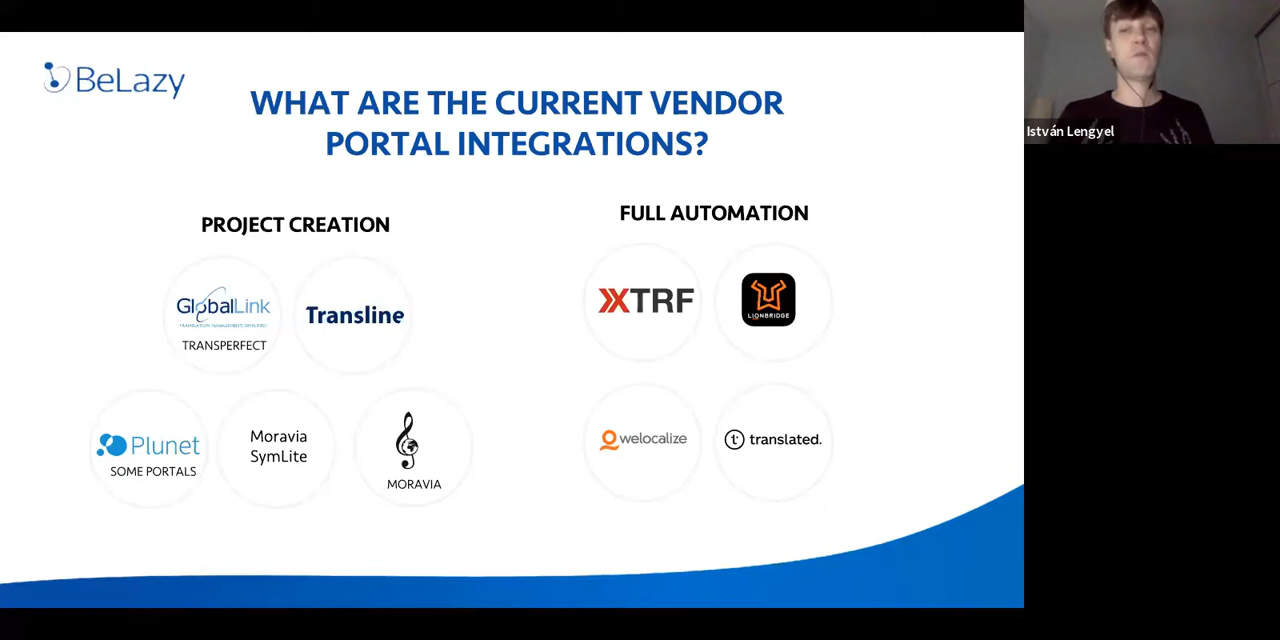 BeLazy
WHAT ARE THE CURRENT VENDOR
PORTAL INTEGRATIONS?
PROJECT CREATION
GlobalLink
TRANSPERFECT
Transline
Plunet
SOME PORTALS
Moravia
SymLite
MORAVIA
FULL AUTOMATION
XTRF
LIONBRIDGE
welocalize
t
translated.
István Lengyel